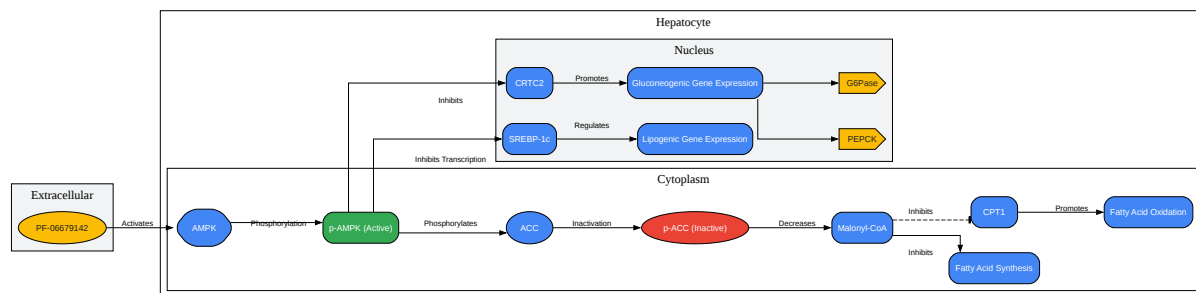 Hepatocyte
Nucleus
CRTC2
Promotes
Gluconeogenic Gene Expression
G6Pase
Inhibits
SREBP-1c
Regulates
Lipogenic Gene Expression
PEPCK
Inhibits Transcription
Cytoplasm
Extracellular
PF-06679142
Activates
AMPK
Phosphorylation
p-AMPK (Active)
Phosphorylates
ACC
Inactivation
p-ACC (Inactive)
Decreases
Malonyl-CoA
Inhibits
CPT1
Promotes
Fatty Acid Oxidation
Inhibits
Fatty Acid Synthesis